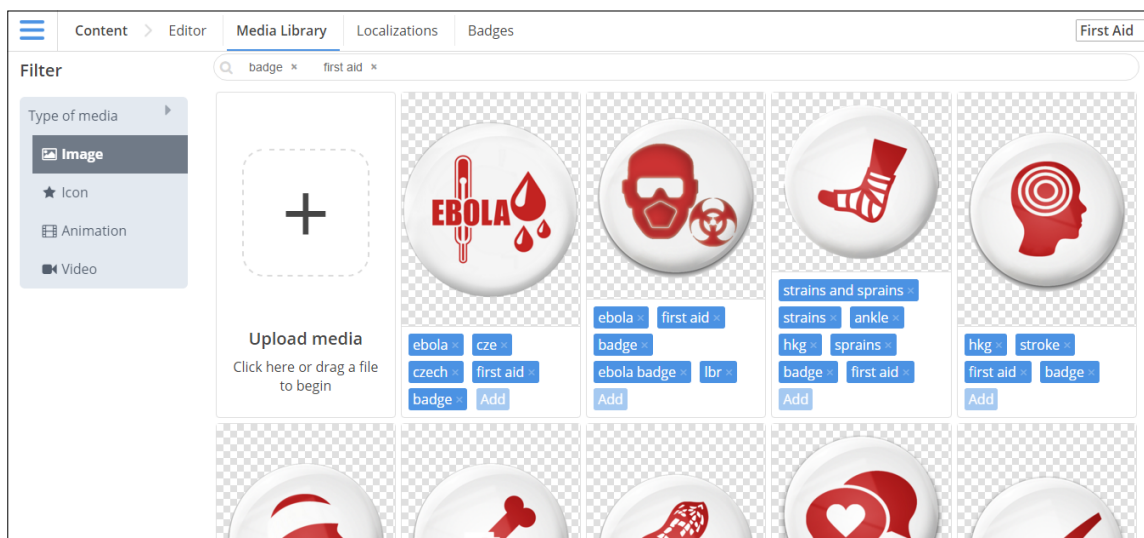 Content Editor Media Library Localizations Badges First Aid
Filter
badge × first aid ×
Type of media
Image
Icon
Animation
Video
Upload media
Click here or drag a file
to begin
EBOLA
ebola × cze ×
czech × first aid ×
badge × Add
ebola × first aid ×
badge ×
ebola badge × lbr ×
Add
strains and sprains ×
strains × ankle ×
hkg × sprains ×
badge × first aid ×
Add
hkg × stroke ×
first aid × badge ×
Add